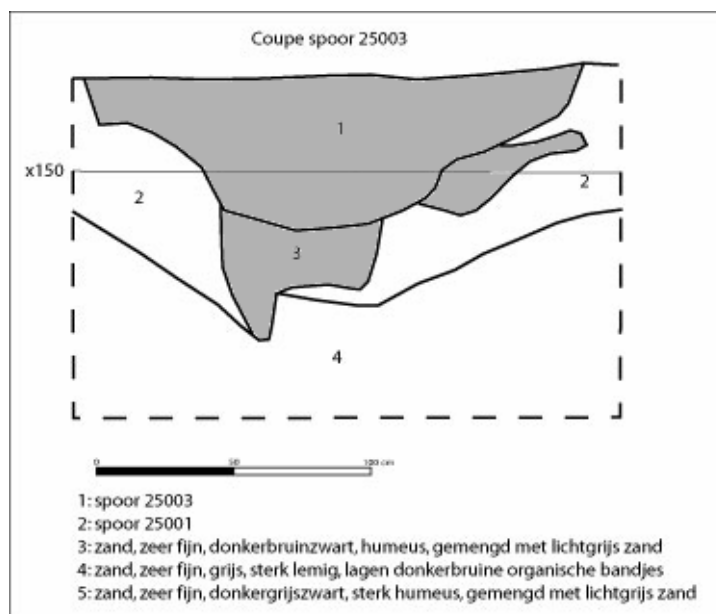 Coupe spoor 25003
1
x150
2
2
3
4
0 50 100 cm
1: spoor 25003
2: spoor 25001
3: zand, zeer fijn, donkerbruinzwart, humeus, gemengd met lichtgrijs zand
4: zand, zeer fijn, grijs, sterk lemig, lagen donkerbruine organische bandjes
5: zand, zeer fijn, donkergrijszwart, sterk humeus, gemengd met lichtgrijs zand